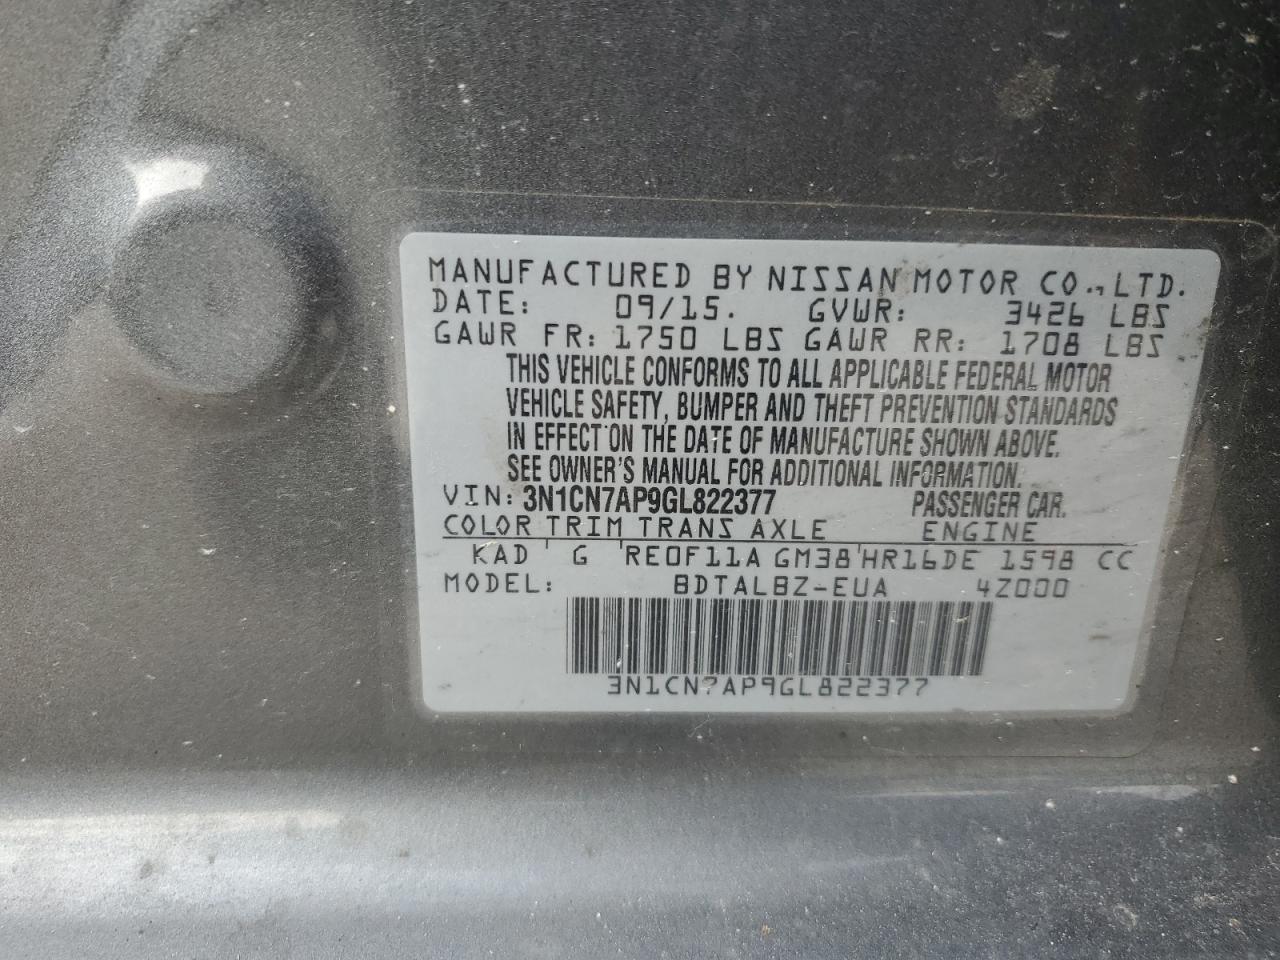 MANUFACTURED BY NISSAN MOTOR CO.,LTD.
DATE: 09/15. GVWR: 3426 LBS
GAWR FR: 1750 LBS GAWR RR: 1708 LBS
THIS VEHICLE CONFORMS TO ALL APPLICABLE FEDERAL MOTOR
VEHICLE SAFETY, BUMPER AND THEFT PREVENTION STANDARDS
IN EFFECT ON THE DATE OF MANUFACTURE SHOWN ABOVE.
SEE OWNER'S MANUAL FOR ADDITIONAL INFORMATION.
VIN: 3N1CN7AP9GL822377 PASSENGER CAR.
COLOR TRIM TRANS AXLE ENGINE
KAD G RE0F11A GM38 HR16DE 1598 CC
MODEL: BDTALBZ-EUA 4Z000
3N1CN7AP9GL822377